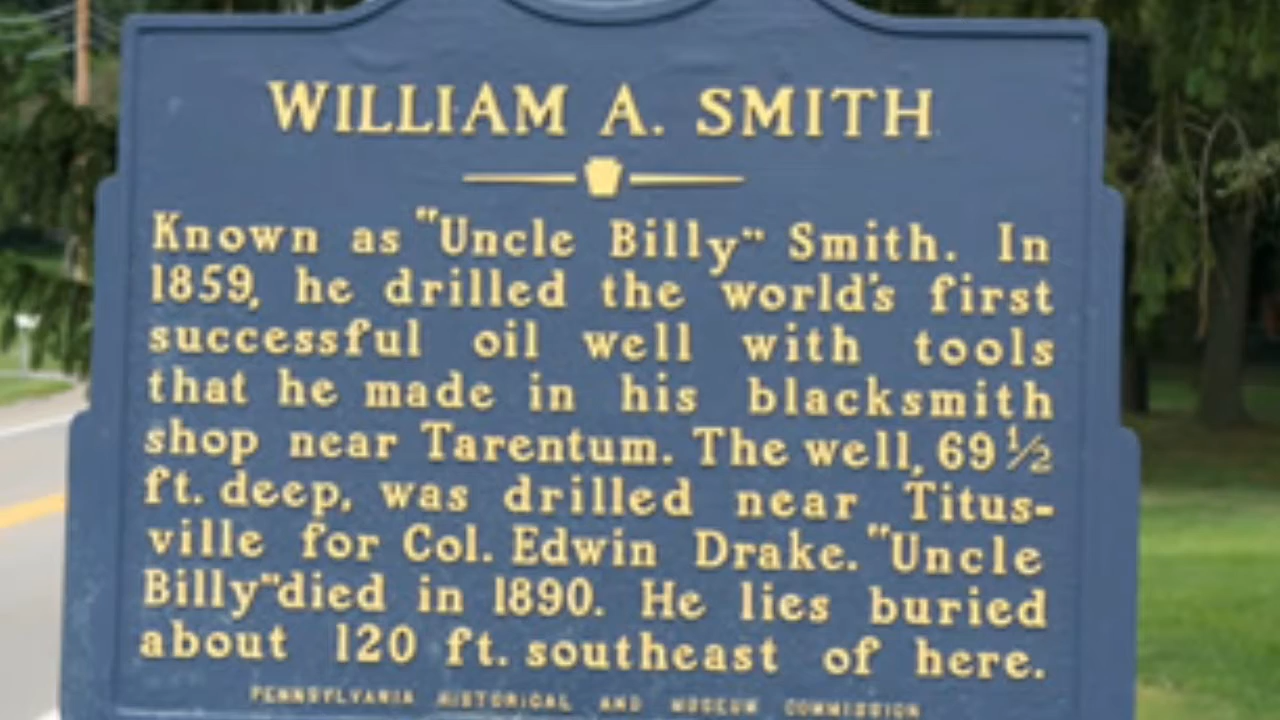 WILLIAM A. SMITH
Known as "Uncle Billy" Smith. In
1859, he drilled the world's first
successful oil well with tools
that he made in his blacksmith
shop near Tarentum. The well, 69 ½
ft. deep, was drilled near Titus-
ville for Col. Edwin Drake. "Uncle
Billy" died in 1890. He lies buried
about 120 ft. southeast of here.
PENNSYLVANIA HISTORICAL AND MUSEUM COMMISSION